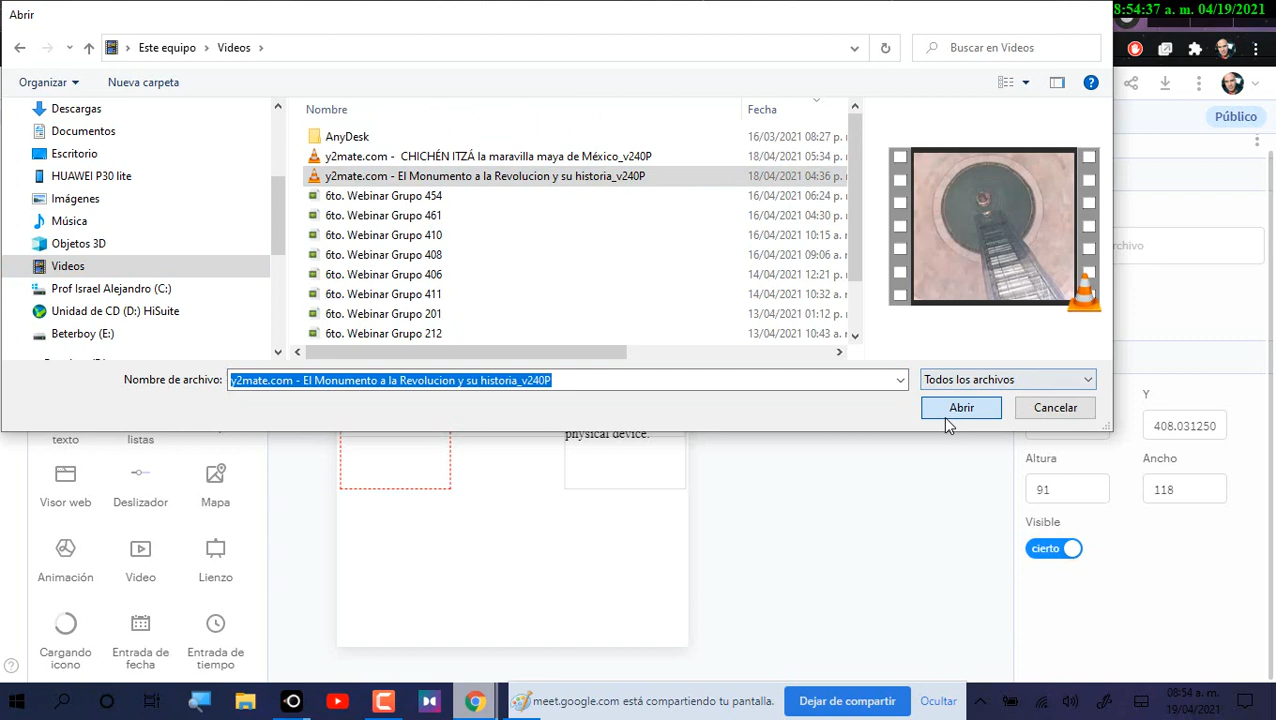 Abrir
8:54:37 a. m. 04/19/2021
Este equipo > Videos >
Buscar en Videos
Organizar
Nueva carpeta
Público
Descargas
Documentos
Escritorio
HUAWEI P30 lite
Imágenes
Música
Objetos 3D
Videos
Prof Israel Alejandro (C:)
Unidad de CD (D:) HiSuite
Beterboy (E:)
Nombre
Fecha
AnyDesk
16/03/2021 08:27 p. r
y2mate.com - CHICHÉN ITZÁ la maravilla maya de México_v240P
18/04/2021 05:34 p. r
y2mate.com - El Monumento a la Revolucion y su historia_v240P
18/04/2021 04:36 p. r
6to. Webinar Grupo 454
16/04/2021 06:24 p. r
6to. Webinar Grupo 461
16/04/2021 04:30 p. r
6to. Webinar Grupo 410
16/04/2021 10:15 a. r
6to. Webinar Grupo 408
16/04/2021 09:06 a. r
6to. Webinar Grupo 406
14/04/2021 12:21 p. r
6to. Webinar Grupo 411
14/04/2021 10:32 a. r
6to. Webinar Grupo 201
13/04/2021 01:12 p. r
6to. Webinar Grupo 212
13/04/2021 10:43 a. r
rchivo
Nombre de archivo:
y2mate.com - El Monumento a la Revolucion y su historia_v240P
Todos los archivos
Abrir
Cancelar
texto
listas
Visor web
Deslizador
Mapa
Animación
Video
Lienzo
Cargando icono
Entrada de fecha
Entrada de tiempo
physical device.
Y
408.031250
Altura
Ancho
91
118
Visible
cierto
meet.google.com está compartiendo tu pantalla.
Dejar de compartir
Ocultar
08:54 a. m.
19/04/2021